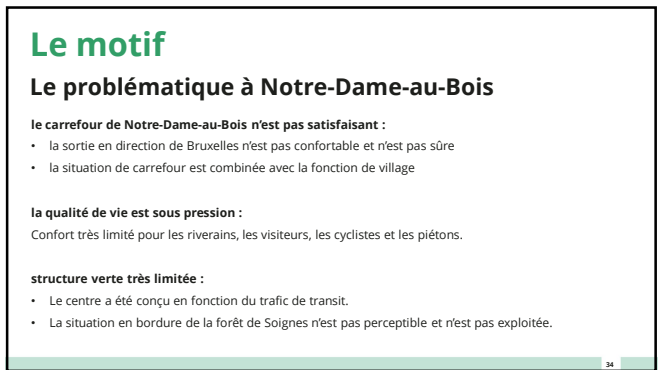 Le motif
Le problématique à Notre-Dame-au-Bois
le carrefour de Notre-Dame-au-Bois n’est pas satisfaisant :
• la sortie en direction de Bruxelles n’est pas confortable et n’est pas sûre
• la situation de carrefour est combinée avec la fonction de village
la qualité de vie est sous pression :
Confort très limité pour les riverains, les visiteurs, les cyclistes et les piétons.
structure verte très limitée :
• Le centre a été conçu en fonction du trafic de transit.
• La situation en bordure de la forêt de Soignes n’est pas perceptible et n’est pas exploitée.
34